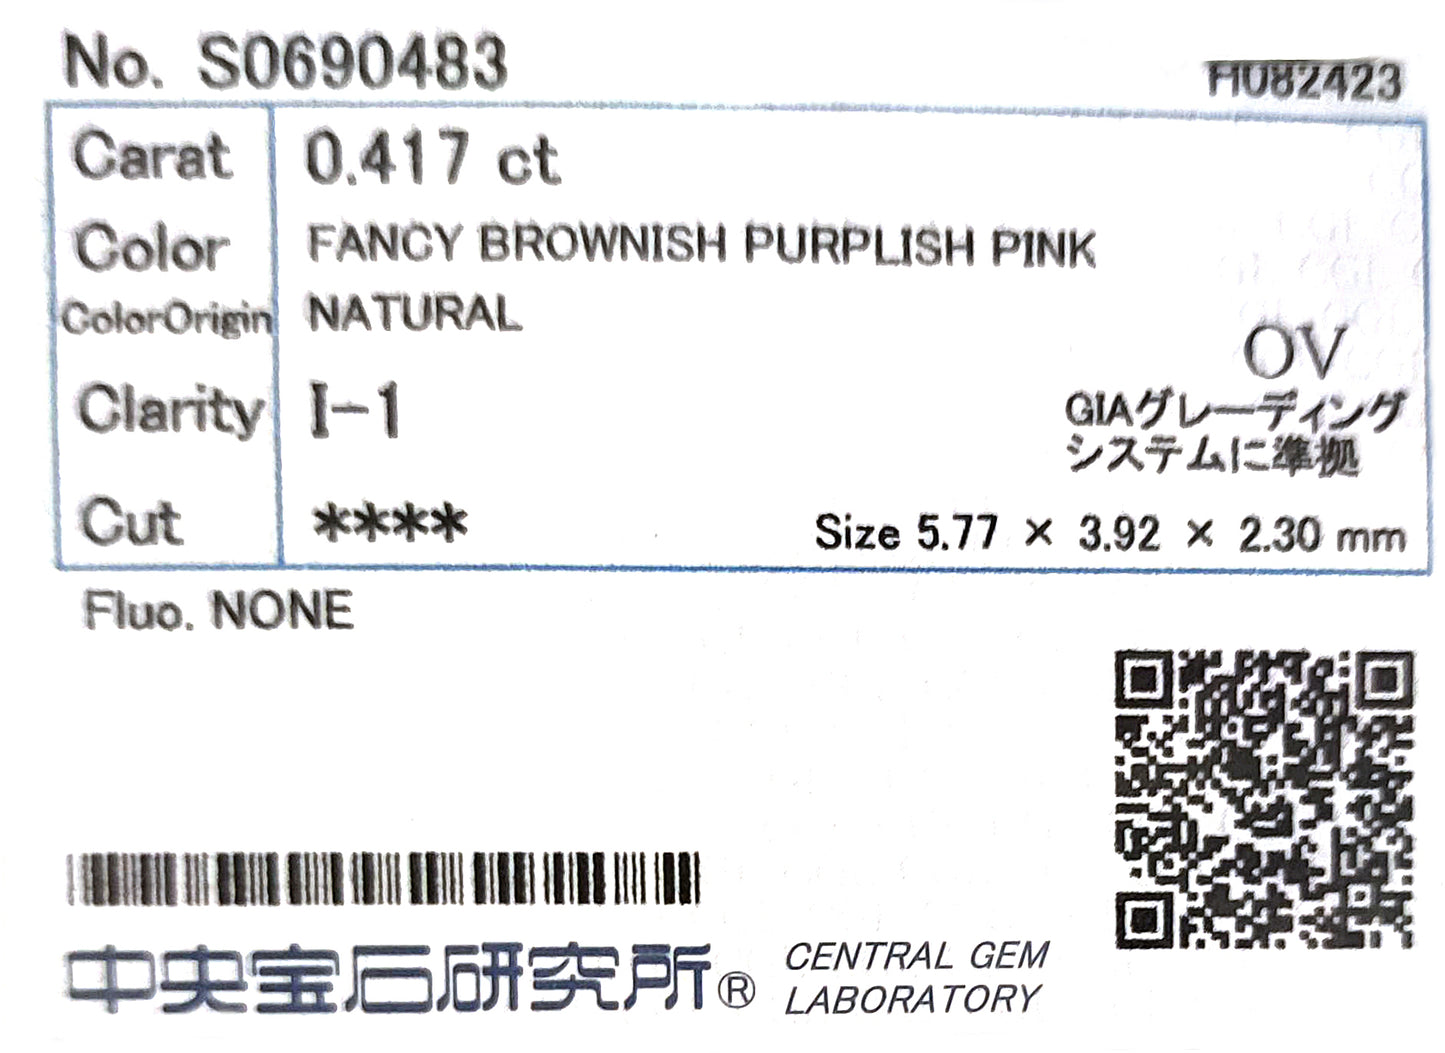 No. S0690483
HU82423
Carat 0.417 ct
Color FANCY BROWNISH PURPLISH PINK
ColorOrigin NATURAL
OV
Clarity I-1
GIAグレーディング
システムに準拠
Cut ****
Size 5.77 × 3.92 × 2.30 mm
Fluo. NONE
中央宝石研究所®
CENTRAL GEM
LABORATORY